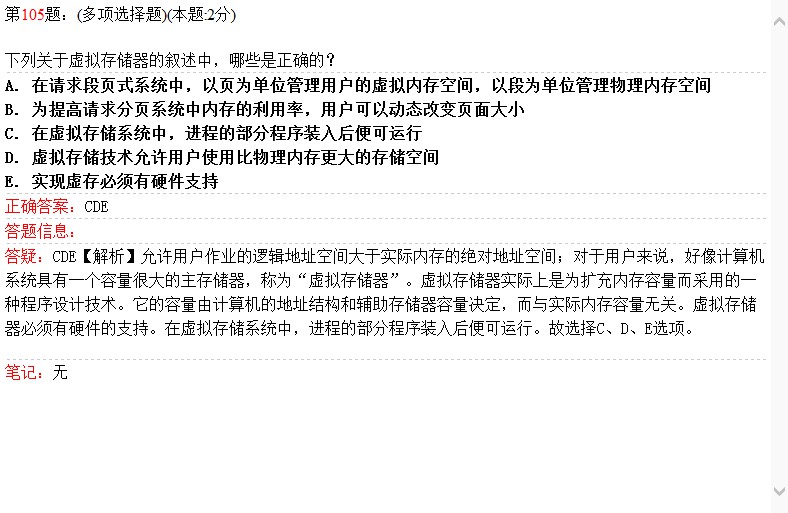 第105题：(多项选择题)(本题:2分)
下列关于虚拟存储器的叙述中，哪些是正确的？
A. 在请求段页式系统中，以页为单位管理用户的虚拟内存空间，以段为单位管理物理内存空间
B. 为提高请求分页系统中内存的利用率，用户可以动态改变页面大小
C. 在虚拟存储系统中，进程的部分程序装入后便可运行
D. 虚拟存储技术允许用户使用比物理内存更大的存储空间
E. 实现虚存必须有硬件支持
正确答案：CDE
答题信息：
答疑：CDE【解析】允许用户作业的逻辑地址空间大于实际内存的绝对地址空间；对于用户来说，好像计算机
系统具有一个容量很大的主存储器，称为“虚拟存储器”。虚拟存储器实际上是为扩充内存容量而采用的一
种程序设计技术。它的容量由计算机的地址结构和辅助存储器容量决定，而与实际内存容量无关。虚拟存储
器必须有硬件的支持。在虚拟存储系统中，进程的部分程序装入后便可运行。故选择C、D、E选项。
笔记：无